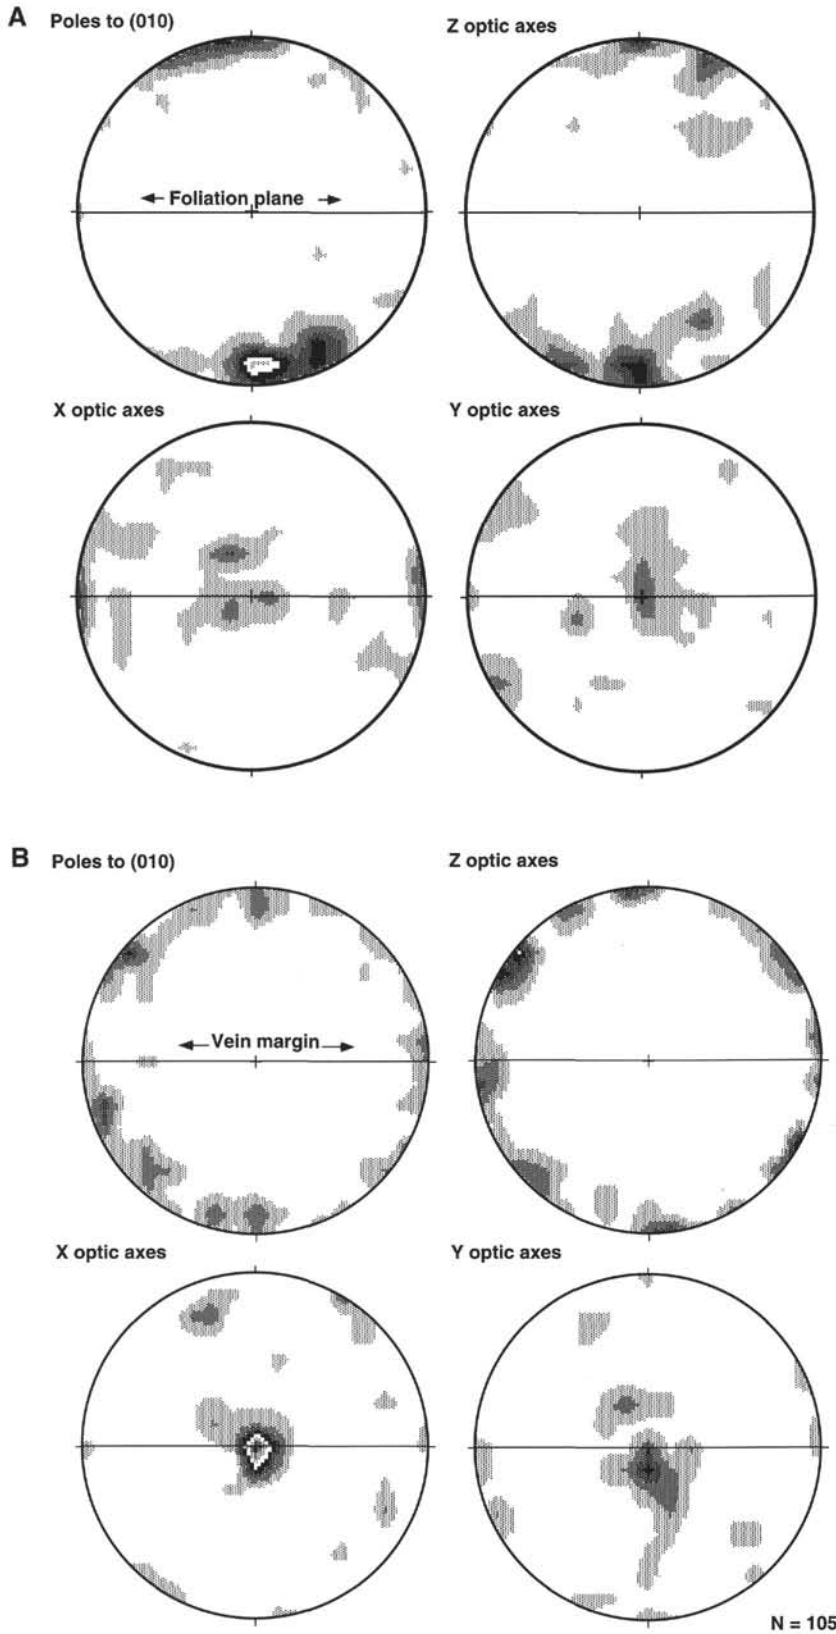 A Poles to (010)
Z optic axes
← Foliation plane →
X optic axes
Y optic axes
B Poles to (010)
Z optic axes
← Vein margin →
X optic axes
Y optic axes
N = 105